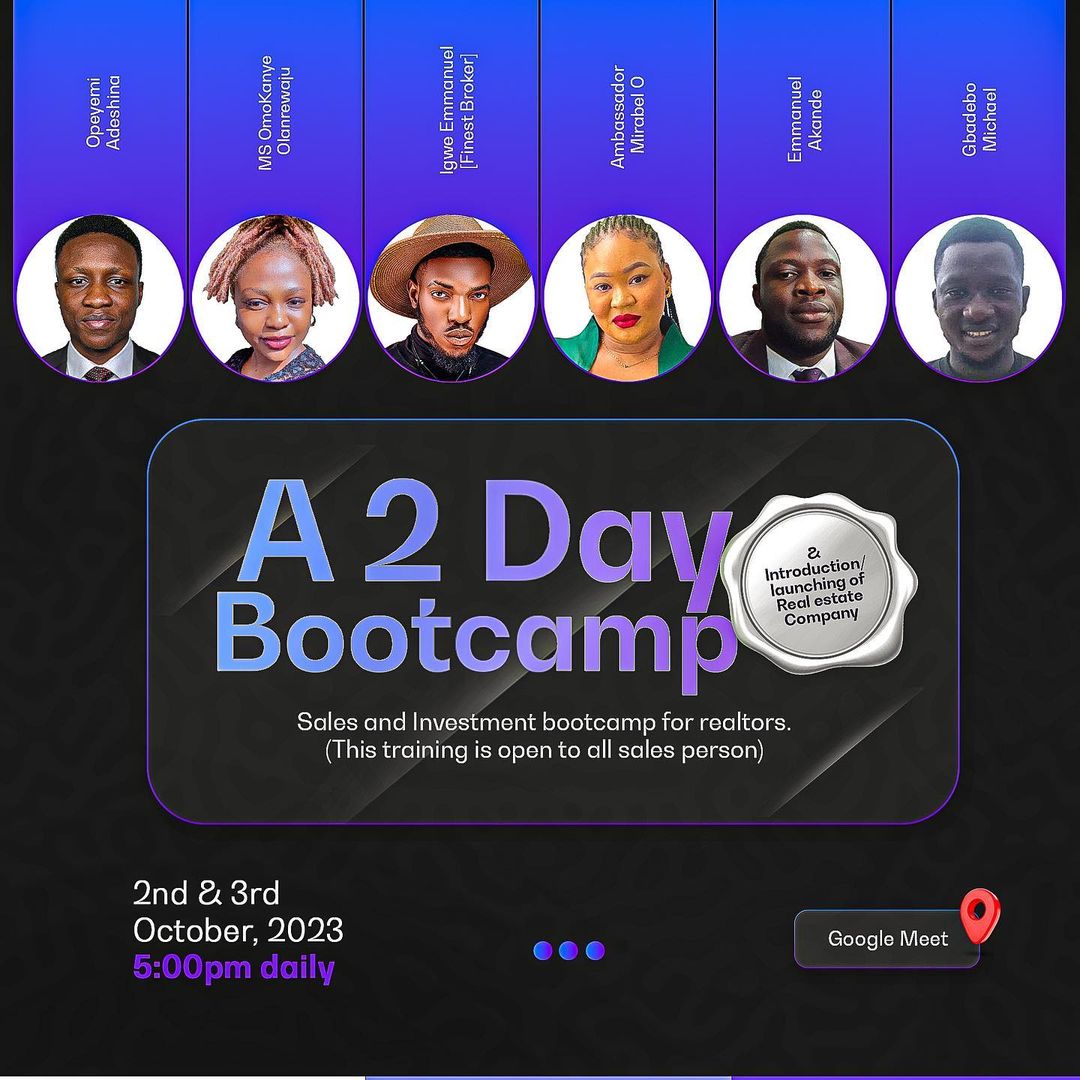 Opeyemi
Adeshina
MS OmoKanye
Olanrewaju
Igwe Emmanuel
[Finest Broker]
Ambassador
Mirabel O
Emmanuel
Akande
Gbadebo
Michael
A 2 Day
Bootcamp
&
Introduction/
launching of
Real estate
Company
Sales and Investment bootcamp for realtors.
(This training is open to all sales person)
2nd & 3rd
October, 2023
5:00pm daily
Google Meet